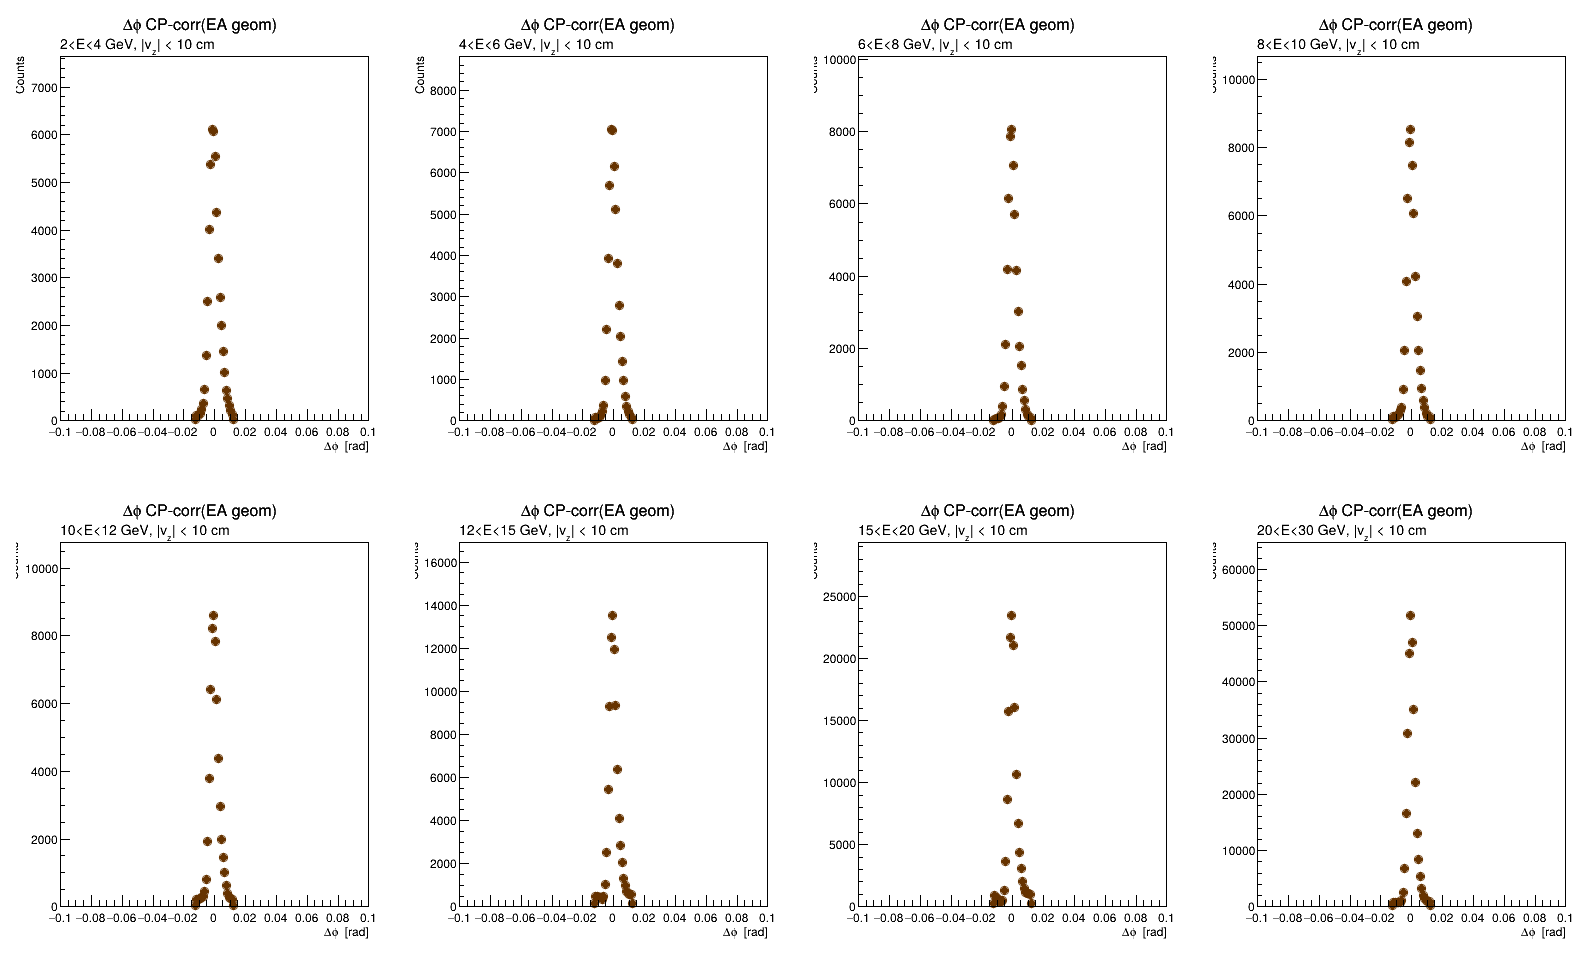 Δϕ CP-corr(EA geom)
2<E<4 GeV, |vz| < 10 cm
Counts
7000
6000
5000
4000
3000
2000
1000
0
−0.1 −0.08 −0.06 −0.04 −0.02 0 0.02 0.04 0.06 0.08 0.1
Δϕ [rad]
Δϕ CP-corr(EA geom)
4<E<6 GeV, |vz| < 10 cm
Counts
8000
7000
6000
5000
4000
3000
2000
1000
0
−0.1 −0.08 −0.06 −0.04 −0.02 0 0.02 0.04 0.06 0.08 0.1
Δϕ [rad]
Δϕ CP-corr(EA geom)
6<E<8 GeV, |vz| < 10 cm
Counts
10000
8000
6000
4000
2000
0
−0.1 −0.08 −0.06 −0.04 −0.02 0 0.02 0.04 0.06 0.08 0.1
Δϕ [rad]
Δϕ CP-corr(EA geom)
8<E<10 GeV, |vz| < 10 cm
Counts
10000
8000
6000
4000
2000
0
−0.1 −0.08 −0.06 −0.04 −0.02 0 0.02 0.04 0.06 0.08 0.1
Δϕ [rad]
Δϕ CP-corr(EA geom)
10<E<12 GeV, |vz| < 10 cm
Counts
10000
8000
6000
4000
2000
0
−0.1 −0.08 −0.06 −0.04 −0.02 0 0.02 0.04 0.06 0.08 0.1
Δϕ [rad]
Δϕ CP-corr(EA geom)
12<E<15 GeV, |vz| < 10 cm
Counts
16000
14000
12000
10000
8000
6000
4000
2000
0
−0.1 −0.08 −0.06 −0.04 −0.02 0 0.02 0.04 0.06 0.08 0.1
Δϕ [rad]
Δϕ CP-corr(EA geom)
15<E<20 GeV, |vz| < 10 cm
Counts
25000
20000
15000
10000
5000
0
−0.1 −0.08 −0.06 −0.04 −0.02 0 0.02 0.04 0.06 0.08 0.1
Δϕ [rad]
Δϕ CP-corr(EA geom)
20<E<30 GeV, |vz| < 10 cm
Counts
60000
50000
40000
30000
20000
10000
0
−0.1 −0.08 −0.06 −0.04 −0.02 0 0.02 0.04 0.06 0.08 0.1
Δϕ [rad]